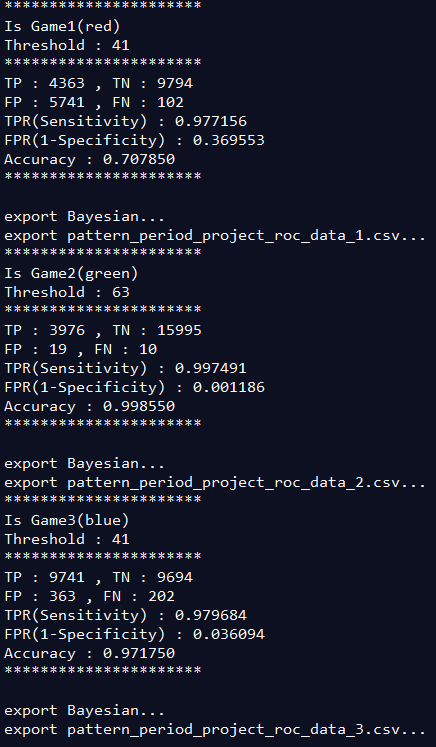 **********************
Is Game1(red)
Threshold : 41
**********************
TP : 4363 , TN : 9794
FP : 5741 , FN : 102
TPR(Sensitivity) : 0.977156
FPR(1-Specificity) : 0.369553
Accuracy : 0.707850
**********************
export Bayesian...
export pattern_period_project_roc_data_1.csv...
**********************
Is Game2(green)
Threshold : 63
**********************
TP : 3976 , TN : 15995
FP : 19 , FN : 10
TPR(Sensitivity) : 0.997491
FPR(1-Specificity) : 0.001186
Accuracy : 0.998550
**********************
export Bayesian...
export pattern_period_project_roc_data_2.csv...
**********************
Is Game3(blue)
Threshold : 41
**********************
TP : 9741 , TN : 9694
FP : 363 , FN : 202
TPR(Sensitivity) : 0.979684
FPR(1-Specificity) : 0.036094
Accuracy : 0.971750
**********************
export Bayesian...
export pattern_period_project_roc_data_3.csv...